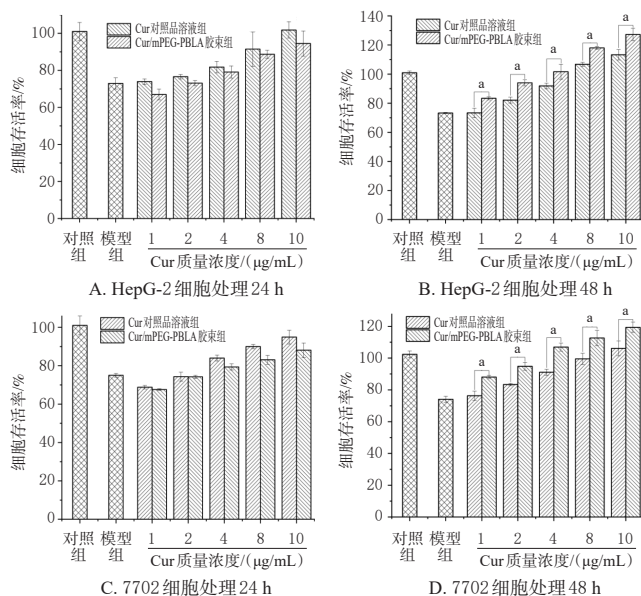 Cur对照品溶液组
Cur/mPEG-PBLA胶束组
细胞存活率/%
100
80
60
40
20
0
对照组
模型组
1 2 4 8 10
Cur质量浓度/(μg/mL)
A. HepG-2细胞处理24 h
Cur对照品溶液组
Cur/mPEG-PBLA胶束组
a a a a a
细胞存活率/%
140
120
100
80
60
40
20
0
对照组
模型组
1 2 4 8 10
Cur质量浓度/(μg/mL)
B. HepG-2细胞处理48 h
Cur对照品溶液组
Cur/mPEG-PBLA胶束组
细胞存活率/%
100
80
60
40
20
0
对照组
模型组
1 2 4 8 10
Cur质量浓度/(μg/mL)
C. 7702细胞处理24 h
Cur对照品溶液组
Cur/mPEG-PBLA胶束组
a a a a a
细胞存活率/%
120
100
80
60
40
20
0
对照组
模型组
1 2 4 8 10
Cur质量浓度/(μg/mL)
D. 7702细胞处理48 h